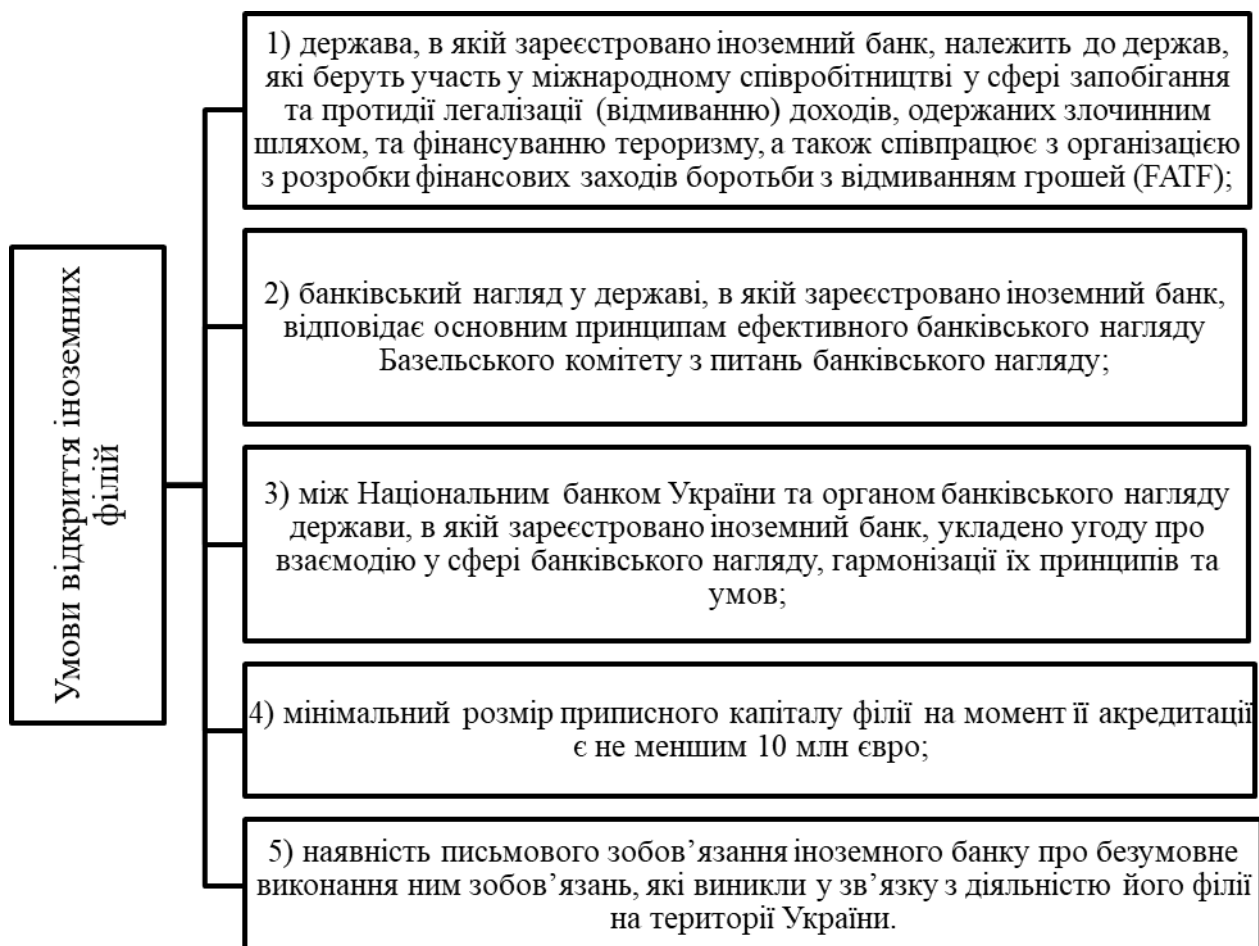 Умови відкриття іноземних
філій
1) держава, в якій зареєстровано іноземний банк, належить до держав,
які беруть участь у міжнародному співробітництві у сфері запобігання
та протидії легалізації (відмиванню) доходів, одержаних злочинним
шляхом, та фінансуванню тероризму, а також співпрацює з організацією
з розробки фінансових заходів боротьби з відмиванням грошей (FATF);
2) банківський нагляд у державі, в якій зареєстровано іноземний банк,
відповідає основним принципам ефективного банківського нагляду
Базельського комітету з питань банківського нагляду;
3) між Національним банком України та органом банківського нагляду
держави, в якій зареєстровано іноземний банк, укладено угоду про
взаємодію у сфері банківського нагляду, гармонізації їх принципів та
умов;
4) мінімальний розмір приписного капіталу філії на момент її акредитації
є не меншим 10 млн євро;
5) наявність письмового зобов’язання іноземного банку про безумовне
виконання ним зобов’язань, які виникли у зв’язку з діяльністю його філії
на території України.